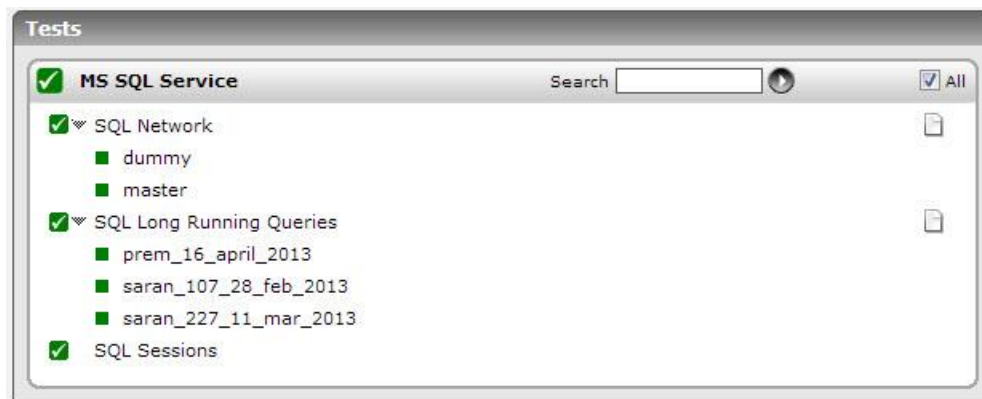 Tests
MS SQL Service Search All
SQL Network
dummy
master
SQL Long Running Queries
prem_16_april_2013
saran_107_28_feb_2013
saran_227_11_mar_2013
SQL Sessions